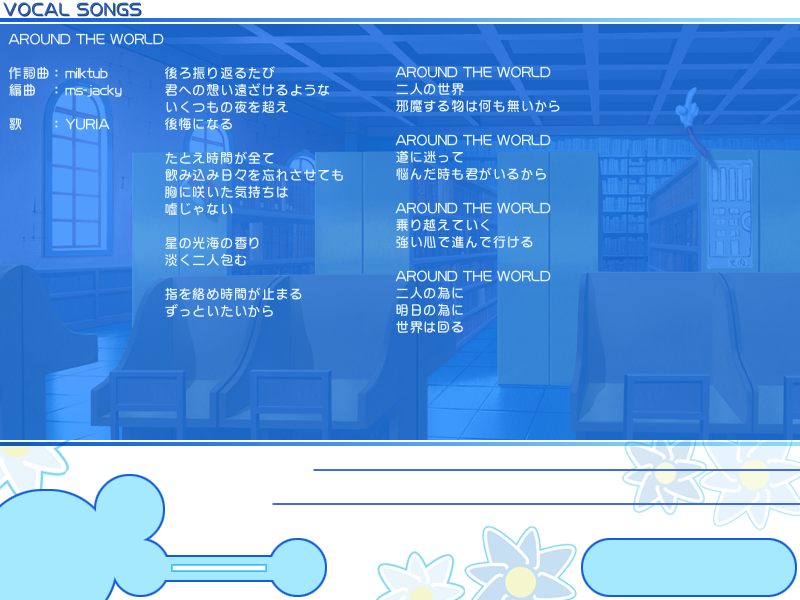 VOCAL SONGS
AROUND THE WORLD
作詞曲：milktub
編曲　：ms-jacky
歌　　：YURIA
後ろ振り返るたび
君への想い遠ざけるような
いくつもの夜を超え
後悔になる
たとえ時間が全て
飲み込み日々を忘れさせても
胸に咲いた気持ちは
嘘じゃない
星の光海の香り
淡く二人包む
指を絡め時間が止まる
ずっといたいから
AROUND THE WORLD
二人の世界
邪魔する物は何も無いから
AROUND THE WORLD
道に迷って
悩んだ時も君がいるから
AROUND THE WORLD
乗り越えていく
強い心で進んで行ける
AROUND THE WORLD
二人の為に
明日の為に
世界は回る